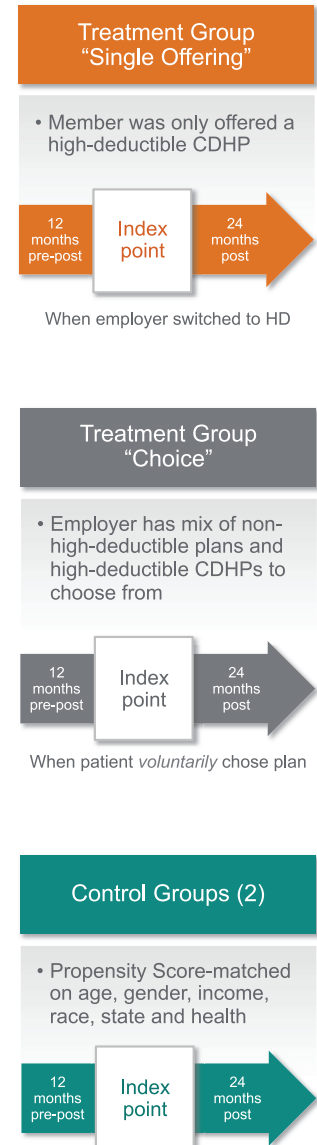 Treatment Group
“Single Offering”
• Member was only offered a
high-deductible CDHP
12
months
pre-post
Index
point
24
months
post
When employer switched to HD
Treatment Group
“Choice”
• Employer has mix of non-
high-deductible plans and
high-deductible CDHPs to
choose from
12
months
pre-post
Index
point
24
months
post
When patient voluntarily chose plan
Control Groups (2)
• Propensity Score-matched
on age, gender, income,
race, state and health
12
months
pre-post
Index
point
24
months
post